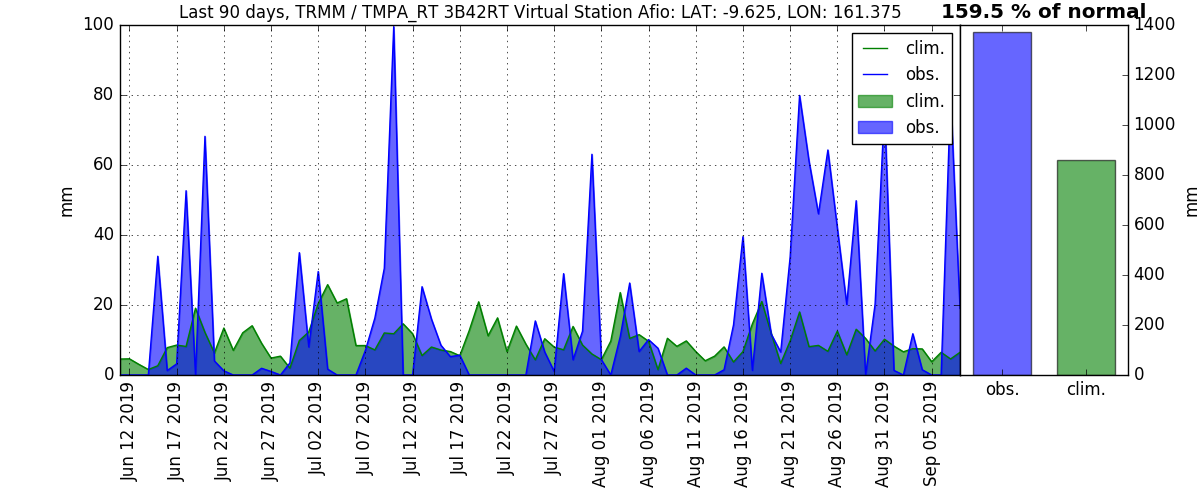 Last 90 days, TRMM / TMPA_RT 3B42RT Virtual Station Afio: LAT: -9.625, LON: 161.375
159.5 % of normal
100
80
60
40
20
0
mm
clim.
obs.
clim.
obs.
1400
1200
1000
800
600
400
200
0
mm
Jun 12 2019
Jun 17 2019
Jun 22 2019
Jun 27 2019
Jul 02 2019
Jul 07 2019
Jul 12 2019
Jul 17 2019
Jul 22 2019
Jul 27 2019
Aug 01 2019
Aug 06 2019
Aug 11 2019
Aug 16 2019
Aug 21 2019
Aug 26 2019
Aug 31 2019
Sep 05 2019
obs.
clim.